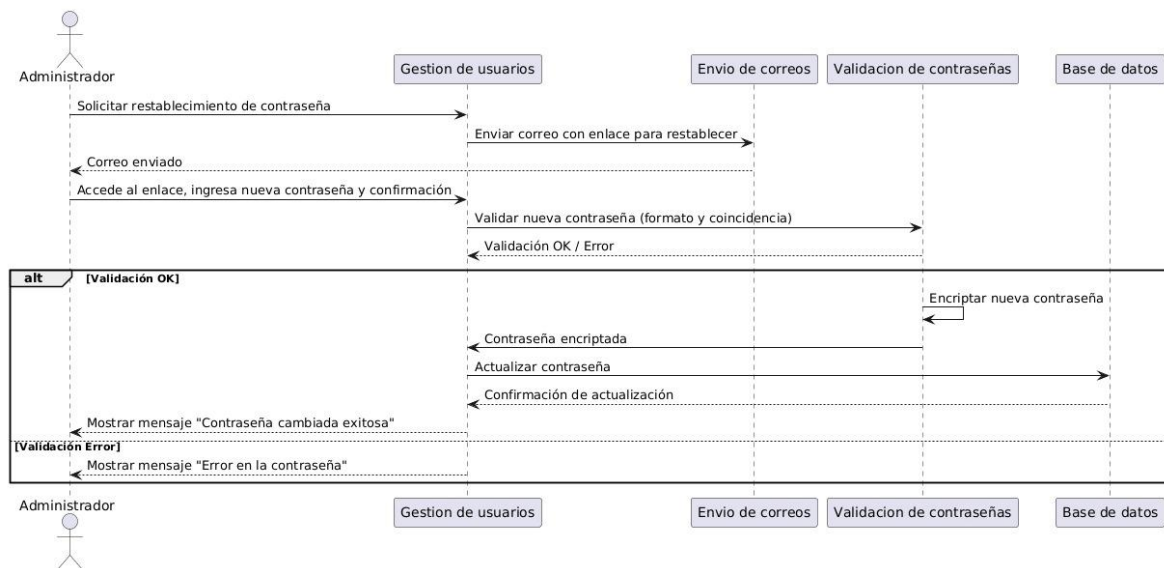 Administrador
Gestion de usuarios
Envio de correos
Validacion de contraseñas
Base de datos
Solicitar restablecimiento de contraseña
Enviar correo con enlace para restablecer
Correo enviado
Accede al enlace, ingresa nueva contraseña y confirmación
Validar nueva contraseña (formato y coincidencia)
Validación OK / Error
alt
[Validación OK]
Encriptar nueva contraseña
Contraseña encriptada
Actualizar contraseña
Confirmación de actualización
Mostrar mensaje "Contraseña cambiada exitosa"
[Validación Error]
Mostrar mensaje "Error en la contraseña"
Administrador
Gestion de usuarios
Envio de correos
Validacion de contraseñas
Base de datos